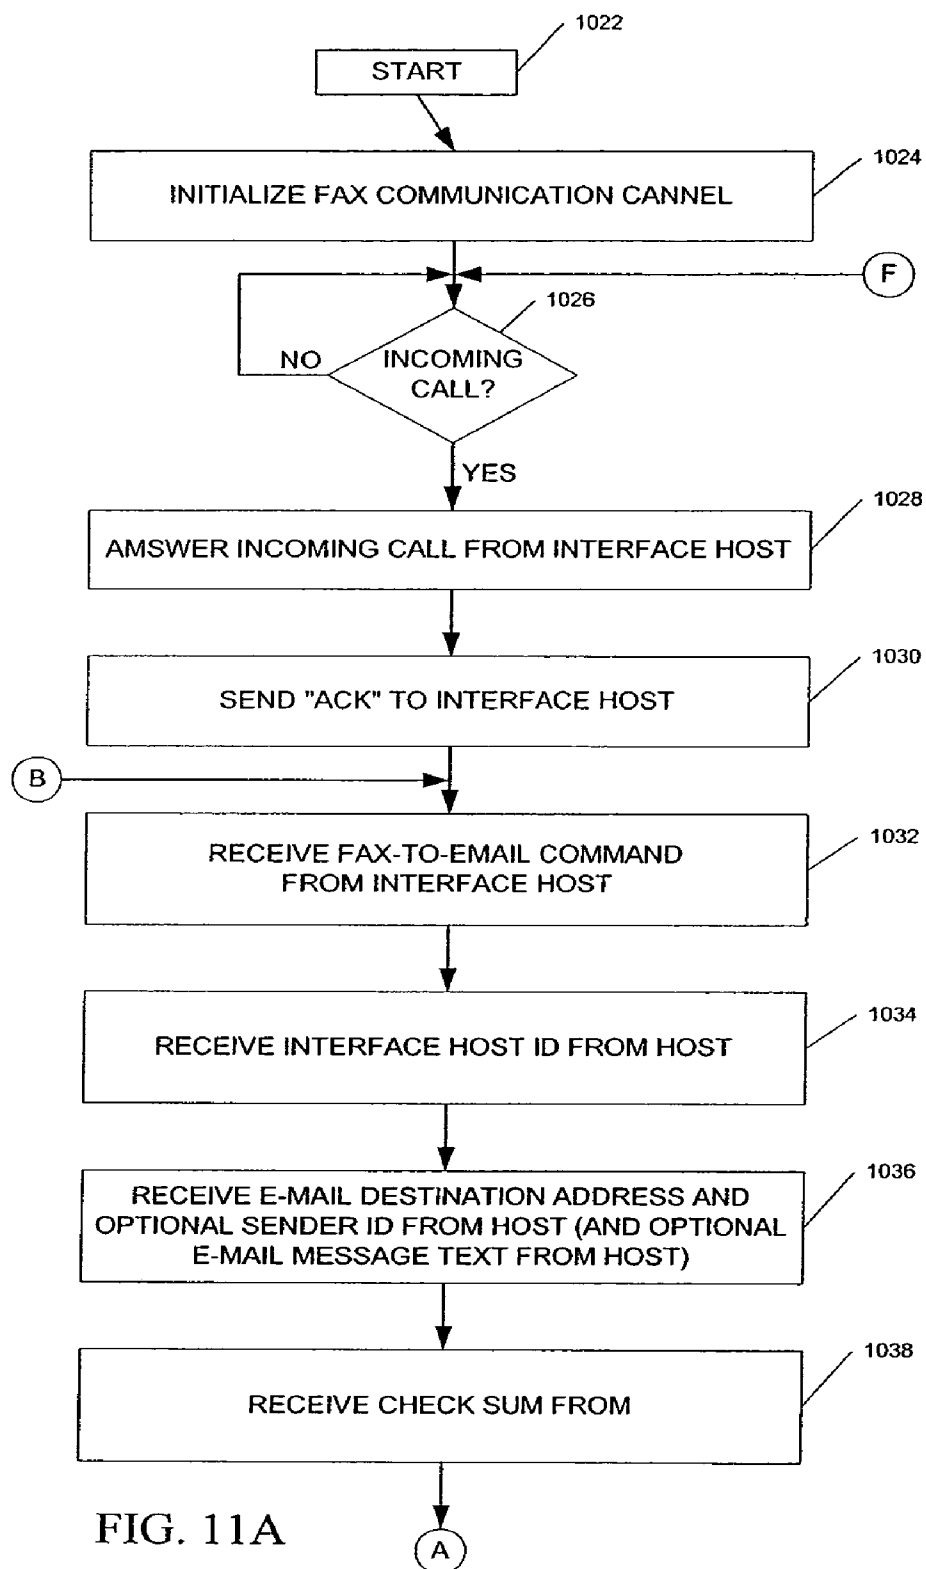 1022
START
1024
INITIALIZE FAX COMMUNICATION CANNEL
F
1026
INCOMING
CALL?
NO
YES
1028
AMSWER INCOMING CALL FROM INTERFACE HOST
1030
SEND "ACK" TO INTERFACE HOST
B
1032
RECEIVE FAX-TO-EMAIL COMMAND
FROM INTERFACE HOST
1034
RECEIVE INTERFACE HOST ID FROM HOST
1036
RECEIVE E-MAIL DESTINATION ADDRESS AND
OPTIONAL SENDER ID FROM HOST (AND OPTIONAL
E-MAIL MESSAGE TEXT FROM HOST)
1038
RECEIVE CHECK SUM FROM
FIG. 11A
A